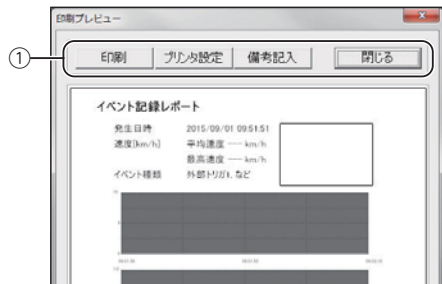 印刷プレビュー
①
印刷 プリンタ設定 備考記入 閉じる
イベント記録レポート
発生日時 2015/09/01 09:51:51
速度[km/h] 平均速度 --- km/h
最高速度 --- km/h
イベント種類 外部トリガ1, など